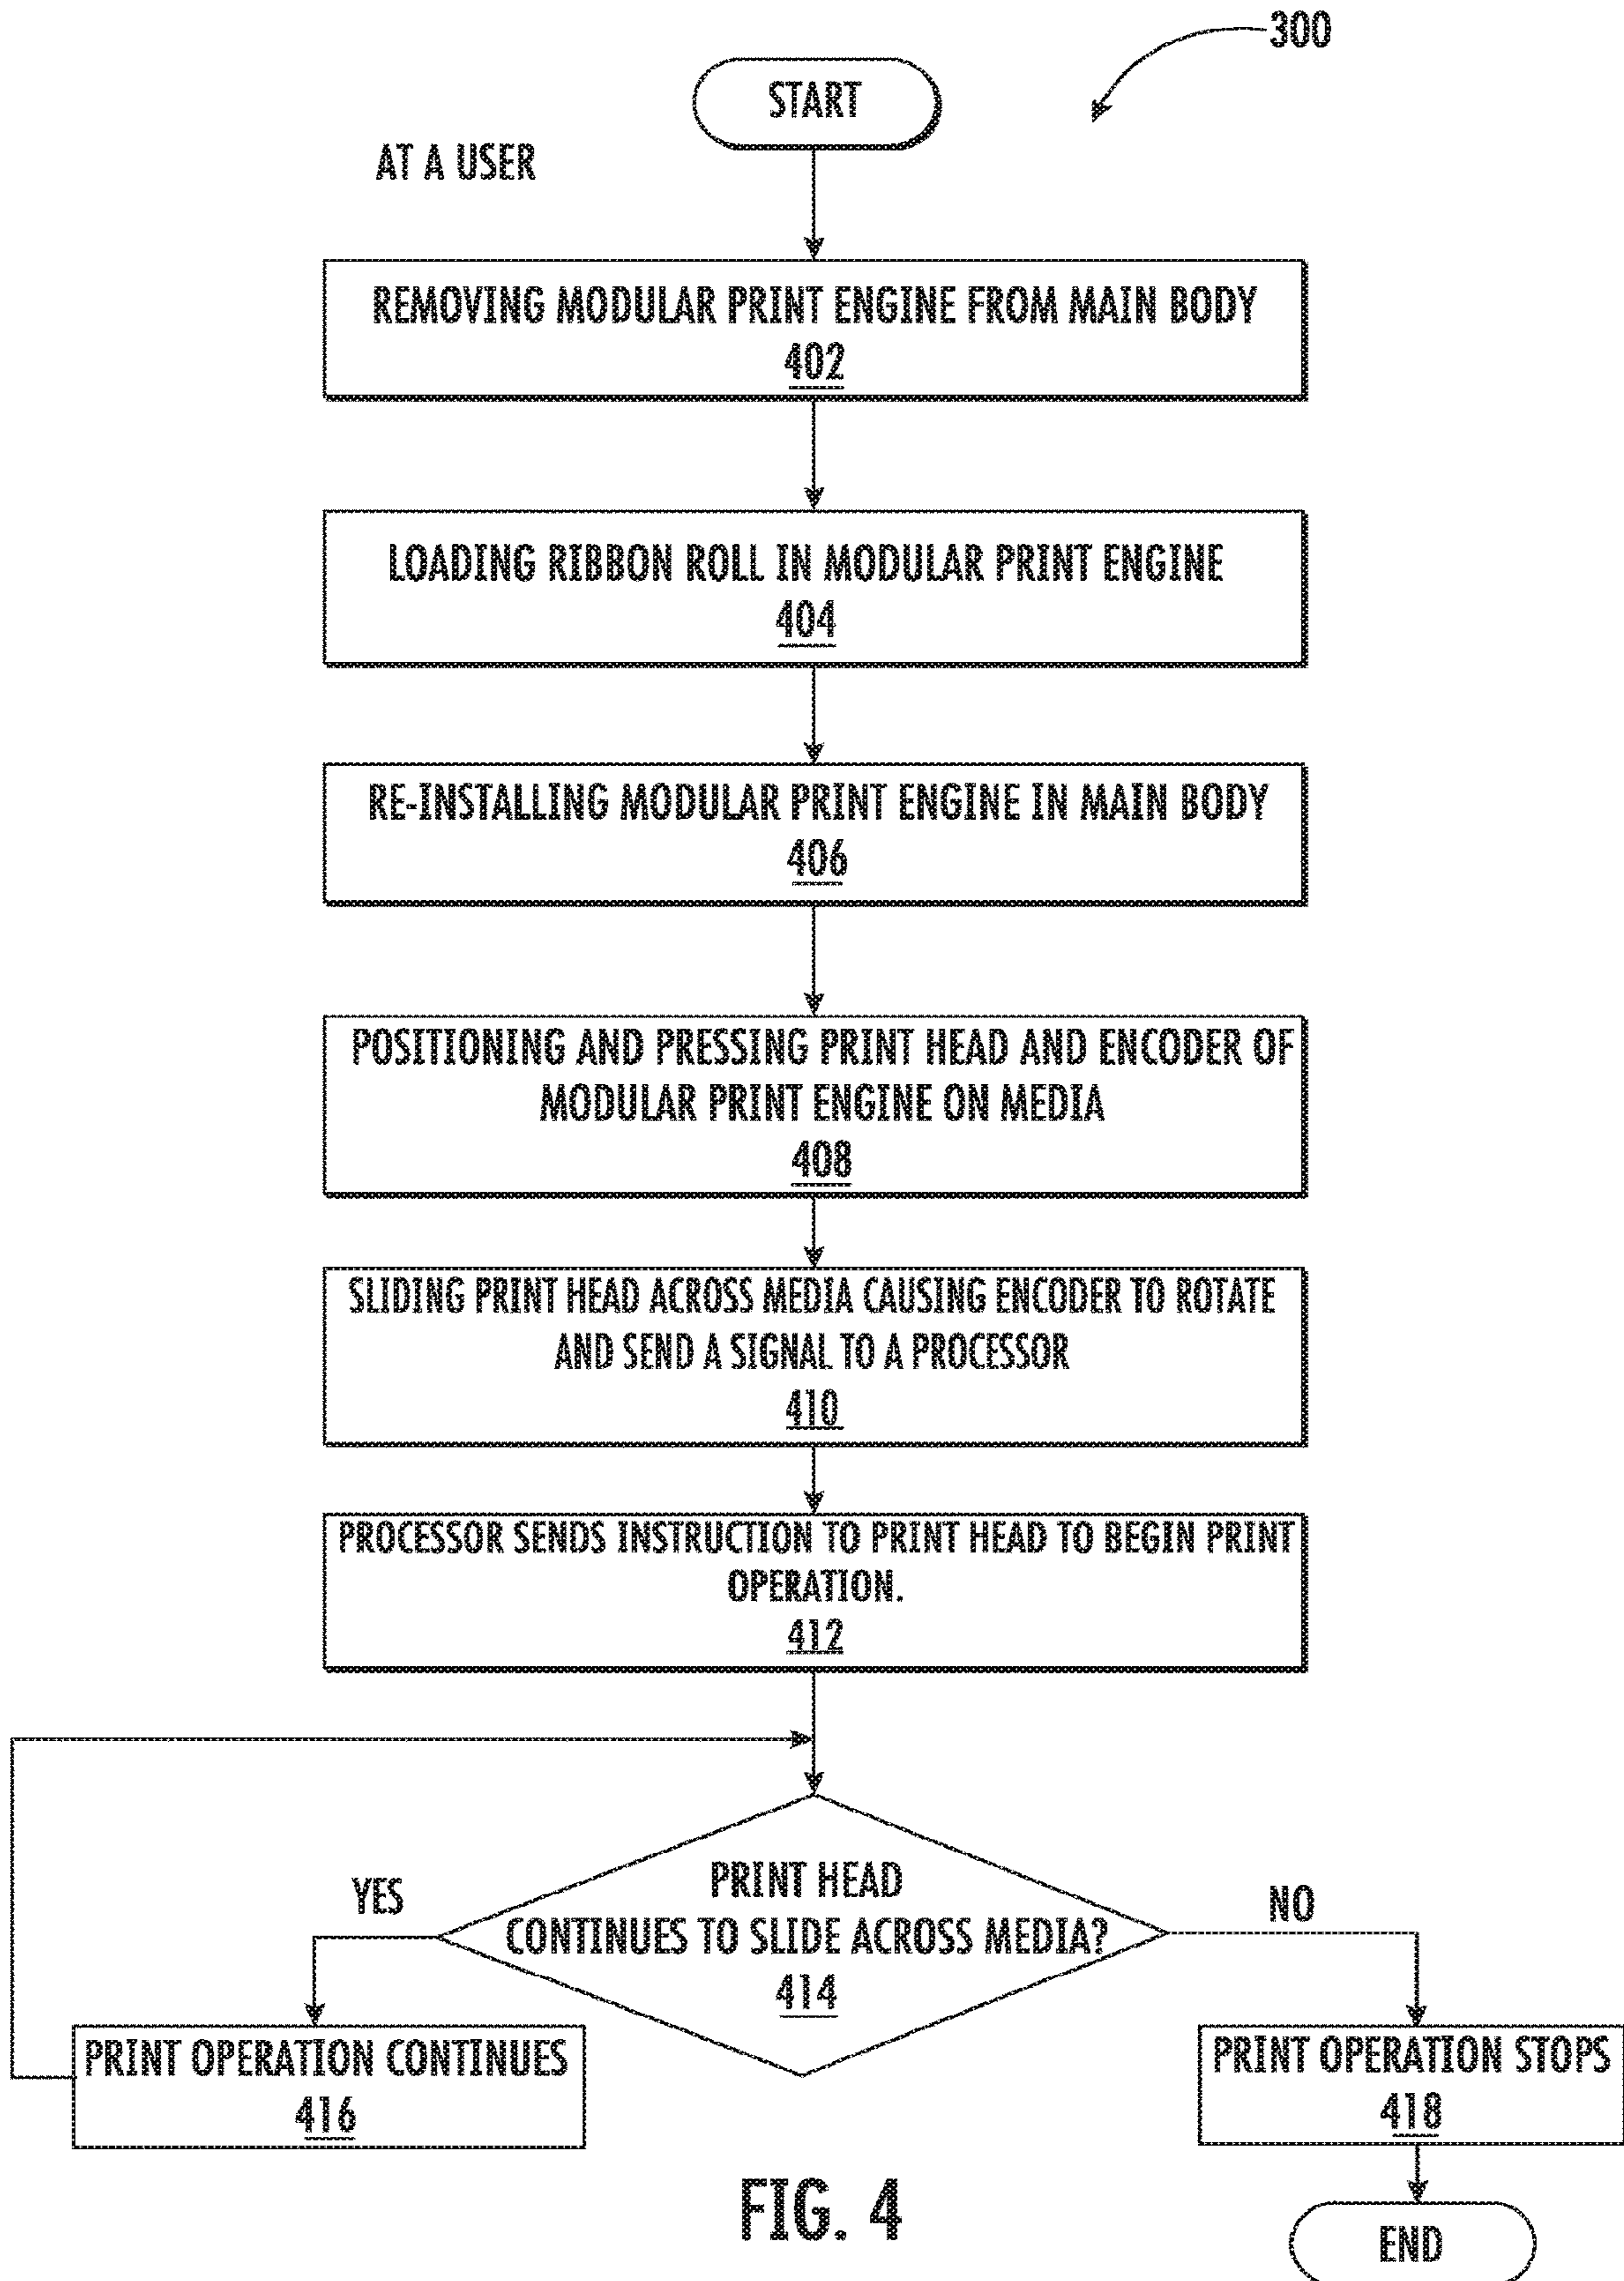 300
START
AT A USER
REMOVING MODULAR PRINT ENGINE FROM MAIN BODY
402
LOADING RIBBON ROLL IN MODULAR PRINT ENGINE
404
RE-INSTALLING MODULAR PRINT ENGINE IN MAIN BODY
406
POSITIONING AND PRESSING PRINT HEAD AND ENCODER OF
MODULAR PRINT ENGINE ON MEDIA
408
SLIDING PRINT HEAD ACROSS MEDIA CAUSING ENCODER TO ROTATE
AND SEND A SIGNAL TO A PROCESSOR
410
PROCESSOR SENDS INSTRUCTION TO PRINT HEAD TO BEGIN PRINT
OPERATION.
412
PRINT HEAD
CONTINUES TO SLIDE ACROSS MEDIA?
414
YES
NO
PRINT OPERATION CONTINUES
416
PRINT OPERATION STOPS
418
END
FIG. 4